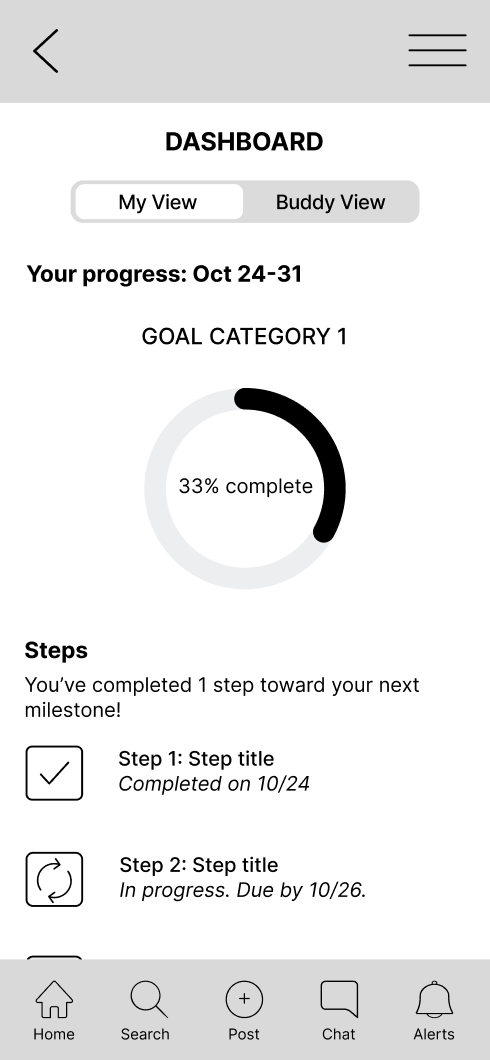 DASHBOARD
My View
Buddy View
Your progress: Oct 24-31
GOAL CATEGORY 1
33% complete
Steps
You’ve completed 1 step toward your next
milestone!
Step 1: Step title
Completed on 10/24
Step 2: Step title
In progress. Due by 10/26.
Home
Search
Post
Chat
Alerts